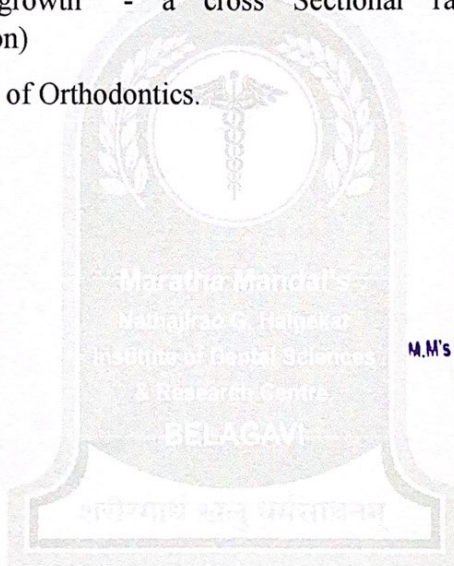 growth - a cross Sectional
on)
of Orthodontics.
Maratha Mandal's
Nathajirao G. Halgekar
Institute of Dental Sciences
& Research Centre,
BELAGAVI
M.M's